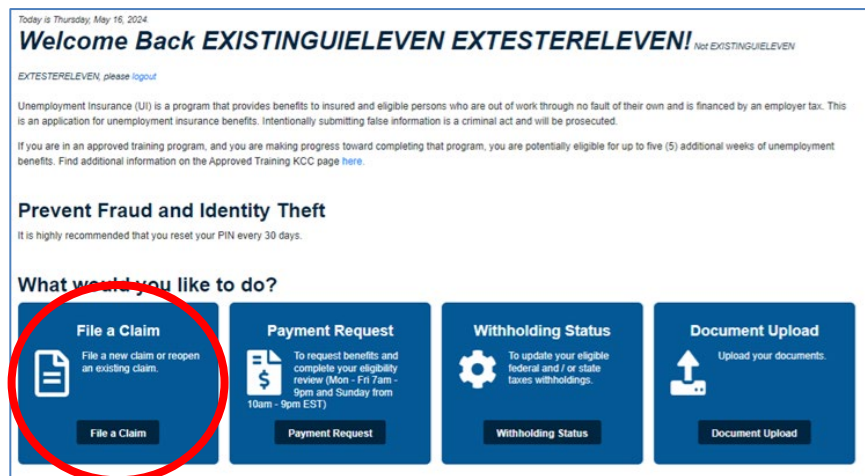 Today is Thursday, May 16, 2024.
Welcome Back EXISTINGUIELEVEN EXTESTERELEVEN! Not EXISTINGUIELEVEN
EXTESTERELEVEN, please logout
Unemployment Insurance (UI) is a program that provides benefits to insured and eligible persons who are out of work through no fault of their own and is financed by an employer tax. This
is an application for unemployment insurance benefits. Intentionally submitting false information is a criminal act and will be prosecuted.
If you are in an approved training program, and you are making progress toward completing that program, you are potentially eligible for up to five (5) additional weeks of unemployment
benefits. Find additional information on the Approved Training KCC page here.
Prevent Fraud and Identity Theft
It is highly recommended that you reset your PIN every 30 days.
What would you like to do?
File a Claim
File a new claim or reopen
an existing claim.
File a Claim
Payment Request
To request benefits and
complete your eligibility
review (Mon - Fri 7am -
9pm and Sunday from
10am - 9pm EST)
Payment Request
Withholding Status
To update your eligible
federal and / or state
taxes withholdings.
Withholding Status
Document Upload
Upload your documents.
Document Upload